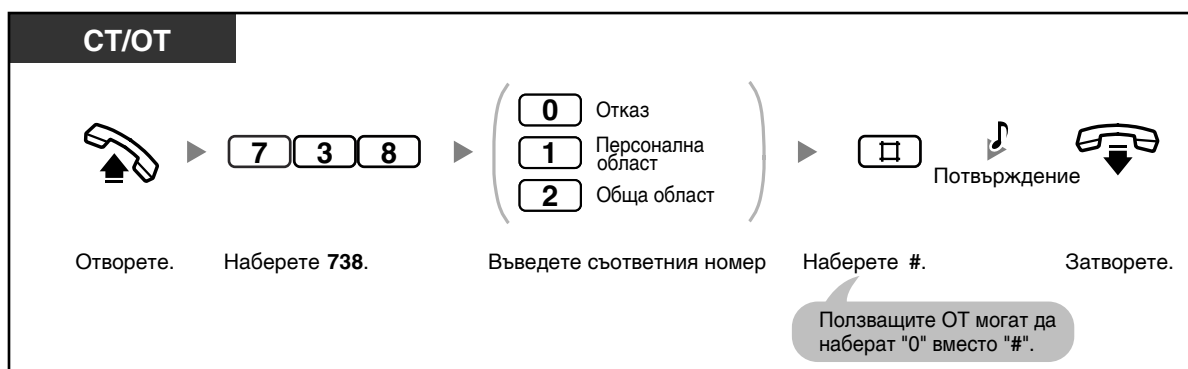 СТ/ОТ
0 Отказ
1 Персонална
област
2 Обща област
7 3 8
#
Потвърждение
Отворете.
Наберете 738.
Въведете съответния номер
Наберете #.
Затворете.
Ползващите ОТ могат да
наберат "0" вместо "#".